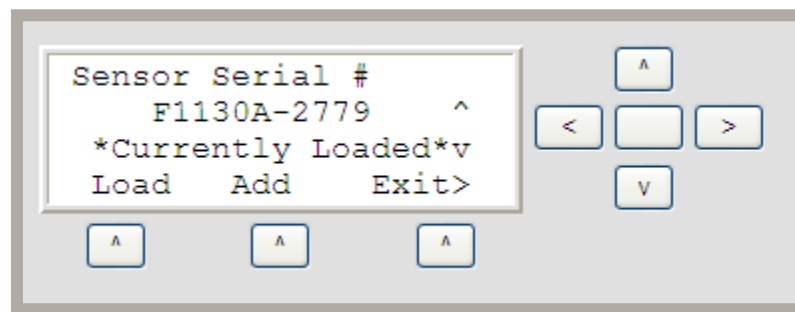 Sensor Serial #
F1130A-2779 ^
*Currently Loaded*v
Load Add Exit>
^
< >
v
^ ^ ^